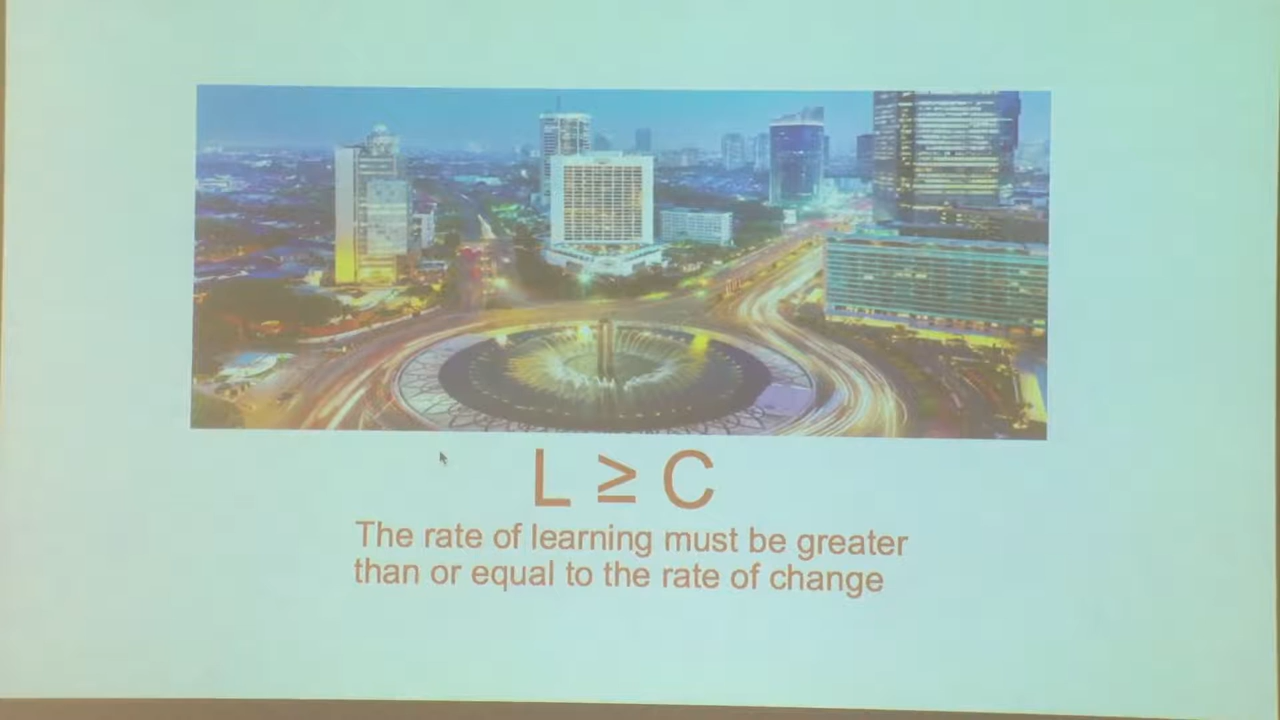 L ≥ C
The rate of learning must be greater
than or equal to the rate of change